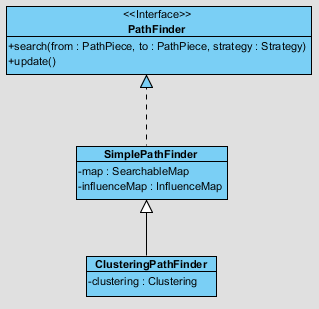 <<Interface>>
PathFinder
+search(from : PathPiece, to : PathPiece, strategy : Strategy)
+update()
SimplePathFinder
-map : SearchableMap
-influenceMap : InfluenceMap
ClusteringPathFinder
-clustering : Clustering